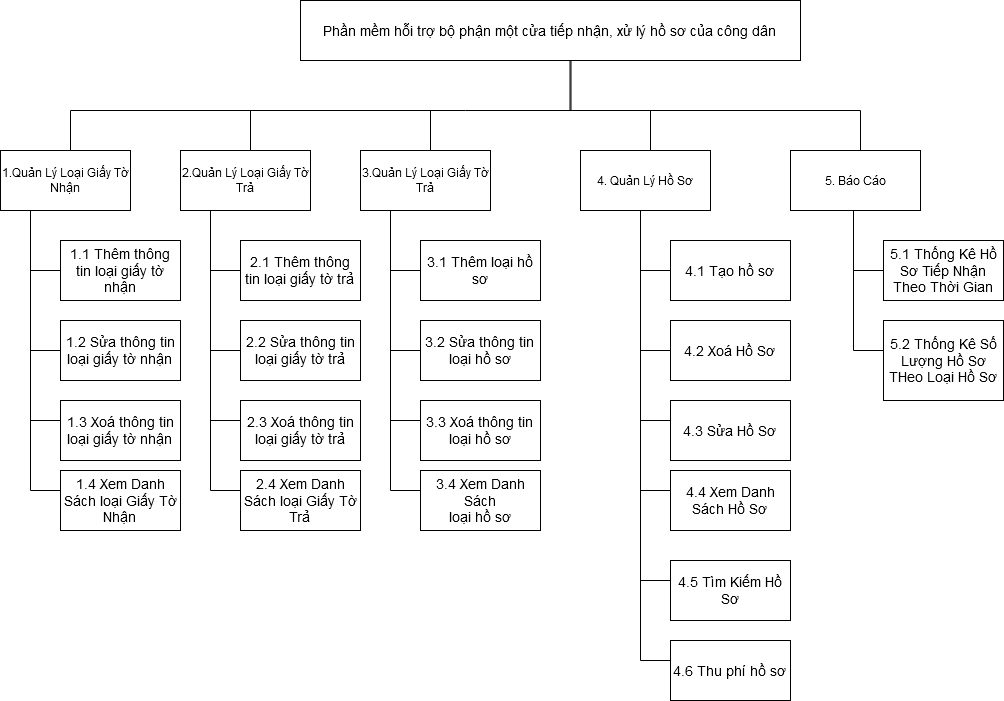 Phần mềm hỗi trợ bộ phận một cửa tiếp nhận, xử lý hồ sơ của công dân
1.Quản Lý Loại Giấy Tờ
Nhận
2.Quản Lý Loại Giấy Tờ
Trả
3.Quản Lý Loại Giấy Tờ
Trả
4. Quản Lý Hồ Sơ
5. Báo Cáo
1.1 Thêm thông
tin loại giấy tờ
nhận
1.2 Sửa thông tin
loại giấy tờ nhận
1.3 Xoá thông tin
loại giấy tờ nhận
1.4 Xem Danh
Sách loại Giấy Tờ
Nhận
2.1 Thêm thông
tin loại giấy tờ trả
2.2 Sửa thông tin
loại giấy tờ trả
2.3 Xoá thông tin
loại giấy tờ trả
2.4 Xem Danh
Sách loại Giấy Tờ
Trả
3.1 Thêm loại hồ
sơ
3.2 Sửa thông tin
loại hồ sơ
3.3 Xoá thông tin
loại hồ sơ
3.4 Xem Danh
Sách
loại hồ sơ
4.1 Tạo hồ sơ
4.2 Xoá Hồ Sơ
4.3 Sửa Hồ Sơ
4.4 Xem Danh
Sách Hồ Sơ
4.5 Tìm Kiếm Hồ
Sơ
4.6 Thu phí hồ sơ
5.1 Thống Kê Hồ
Sơ Tiếp Nhận
Theo Thời Gian
5.2 Thống Kê Số
Lượng Hồ Sơ
THeo Loại Hồ Sơ